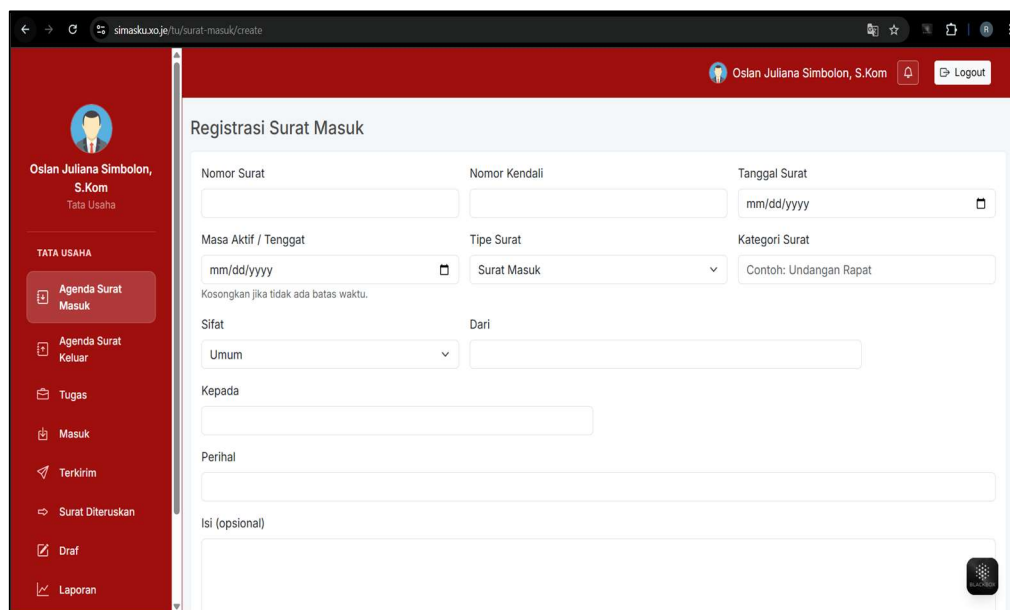 simasku.xo.je/tu/surat-masuk/create
R
Oslan Juliana Simbolon, S.Kom
Logout
Oslan Juliana Simbolon,
S.Kom
Tata Usaha
TATA USAHA
Agenda Surat
Masuk
Agenda Surat
Keluar
Tugas
Masuk
Terkirim
Surat Diteruskan
Draf
Laporan
Registrasi Surat Masuk
Nomor Surat
Nomor Kendali
Tanggal Surat
mm/dd/yyyy
Masa Aktif / Tenggat
Tipe Surat
Kategori Surat
mm/dd/yyyy
Surat Masuk
Contoh: Undangan Rapat
Kosongkan jika tidak ada batas waktu.
Sifat
Dari
Umum
Kepada
Perihal
Isi (opsional)
BLACKBOX